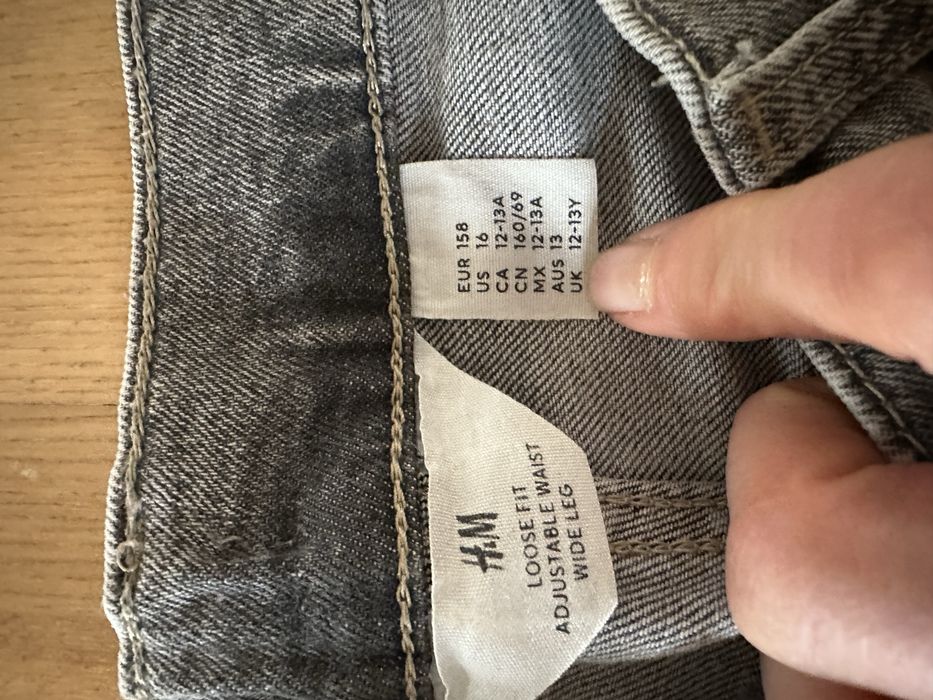 EUR 158
US 16
CA 12-13A
CN 160/69
MX 12-13A
AUS 13
UK 12-13Y
H&M
LOOSE FIT
ADJUSTABLE WAIST
WIDE LEG